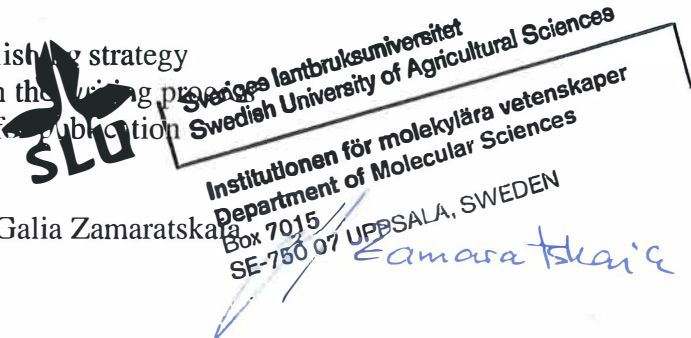 strategy
Sveriges lantbruksuniversitet
Swedish University of Agricultural Sciences
SLU
Institutionen för molekylära vetenskaper
Department of Molecular Sciences
Galia Zamaratskaia
Box 7015
SE-750 07 UPPSALA, SWEDEN
Zamaratskaia